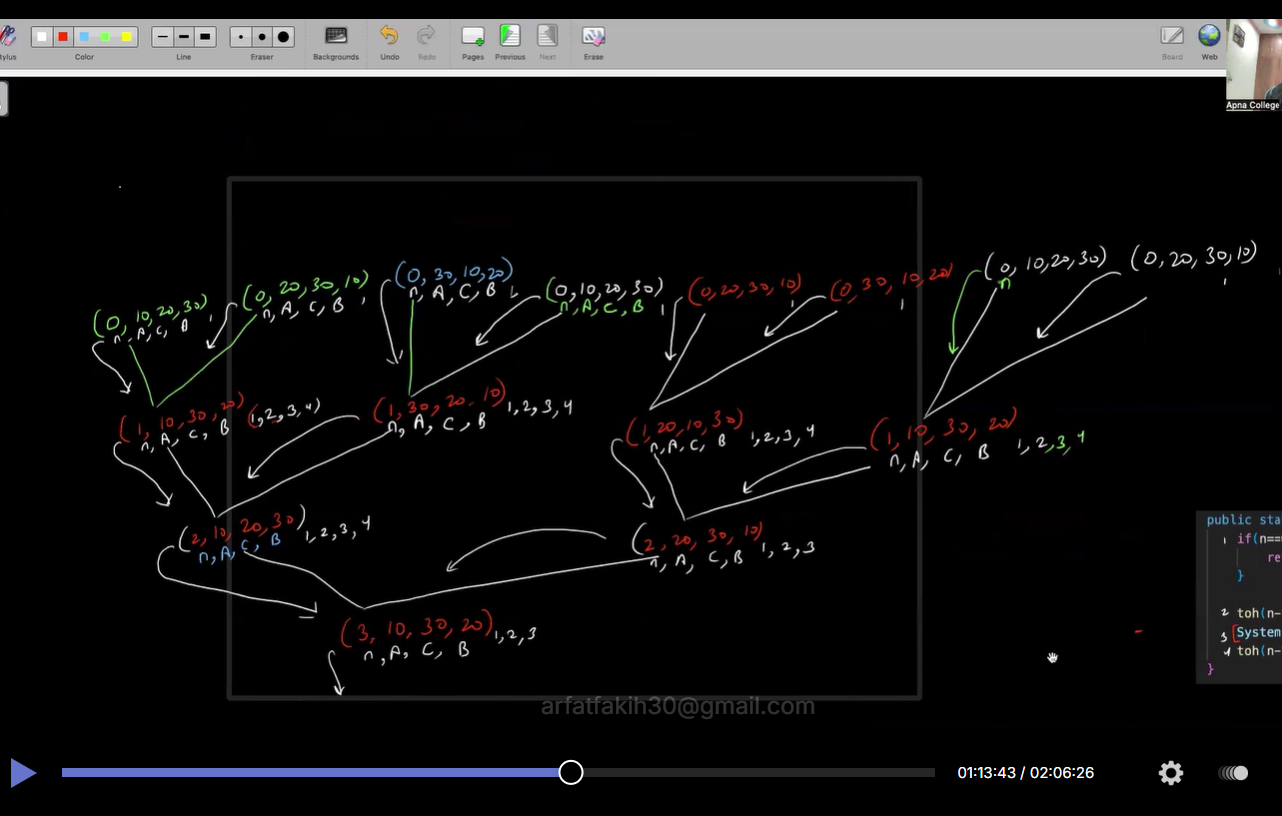 tylus
Color
Line
Eraser
Backgrounds
Undo
Redo
Pages
Previous
Next
Erase
Board
Web
Apna College
(0, 10,20,30)
n, A, C, B 1
(0, 20,30,10)
n, A, C, B 1
(0, 30,10,20)
n, A, C, B 1
(0,10,20,30)
n, A, C, B 1
(0,20,30,10)
1
(0, 30, 10, 20)
1
(0, 10,20,30)
n
(0, 20, 30, 10)
1
(1, 10, 30, 20) (1,2,3,4)
n, A, C, B
(1, 30, 20, 10) 1,2,3,4
n, A, C, B
(1,20,10,30)
n,A,C, B 1,2,3,4
(1, 10, 30, 20)
n, A, C, B 1,2,3,4
(2, 10, 20, 30) 1,2,3,4
n, A, C, B
(2, 20, 30, 10)
n, A, C, B 1,2,3
(3, 10, 30, 20) 1,2,3
n, A, C, B
public sta
1 if(n==
re
}
2 toh(n-
3 [System
4 toh(n-
}
arfatfakih30@gmail.com
01:13:43 / 02:06:26